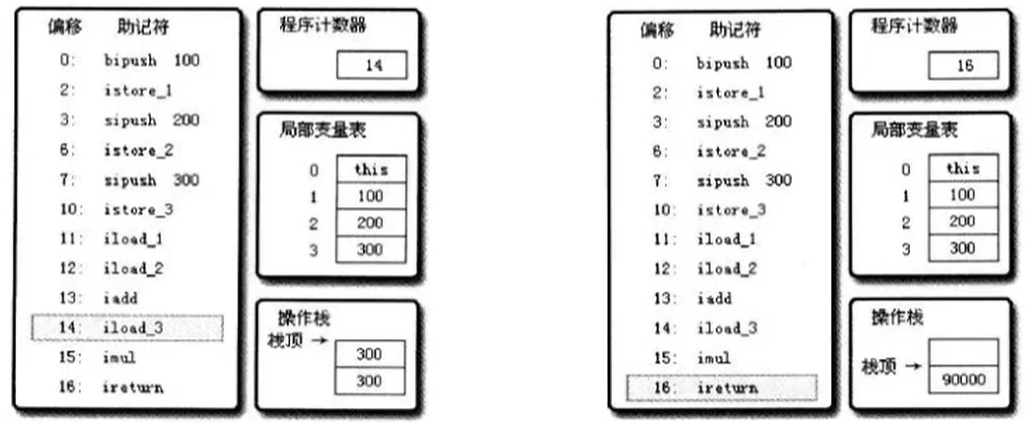 偏移 助记符
0: bipush 100
2: istore_1
3: sipush 200
6: istore_2
7: sipush 300
10: istore_3
11: iload_1
12: iload_2
13: iadd
14: iload_3
15: imul
16: ireturn
程序计数器
14
局部变量表
0 this
1 100
2 200
3 300
操作栈
栈顶 →
300
300
偏移 助记符
0: bipush 100
2: istore_1
3: sipush 200
6: istore_2
7: sipush 300
10: istore_3
11: iload_1
12: iload_2
13: iadd
14: iload_3
15: imul
16: ireturn
程序计数器
16
局部变量表
0 this
1 100
2 200
3 300
操作栈
栈顶 →
90000